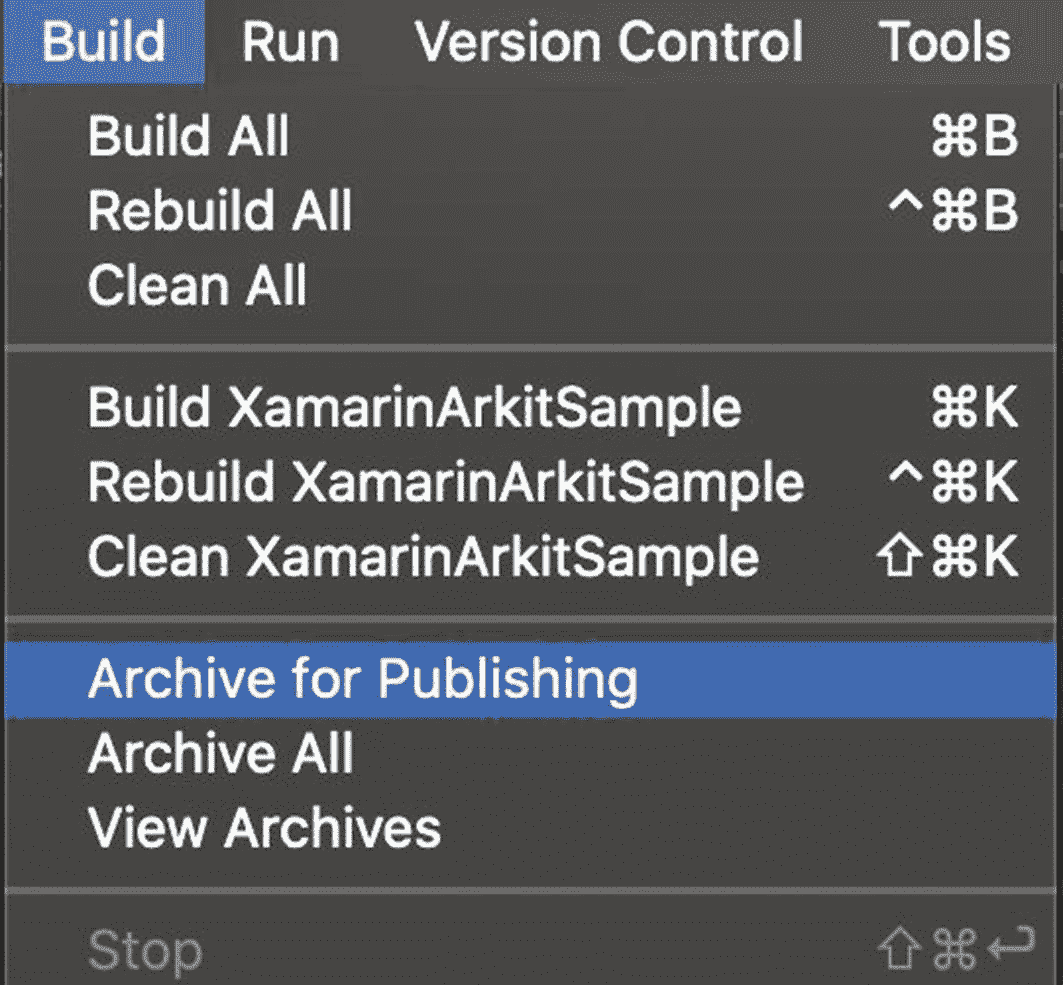 Build Run Version Control Tools
Build All ⌘B
Rebuild All ^⌘B
Clean All
Build XamarinArkitSample ⌘K
Rebuild XamarinArkitSample ^⌘K
Clean XamarinArkitSample ⇧⌘K
Archive for Publishing
Archive All
View Archives
Stop ⇧⌘↩